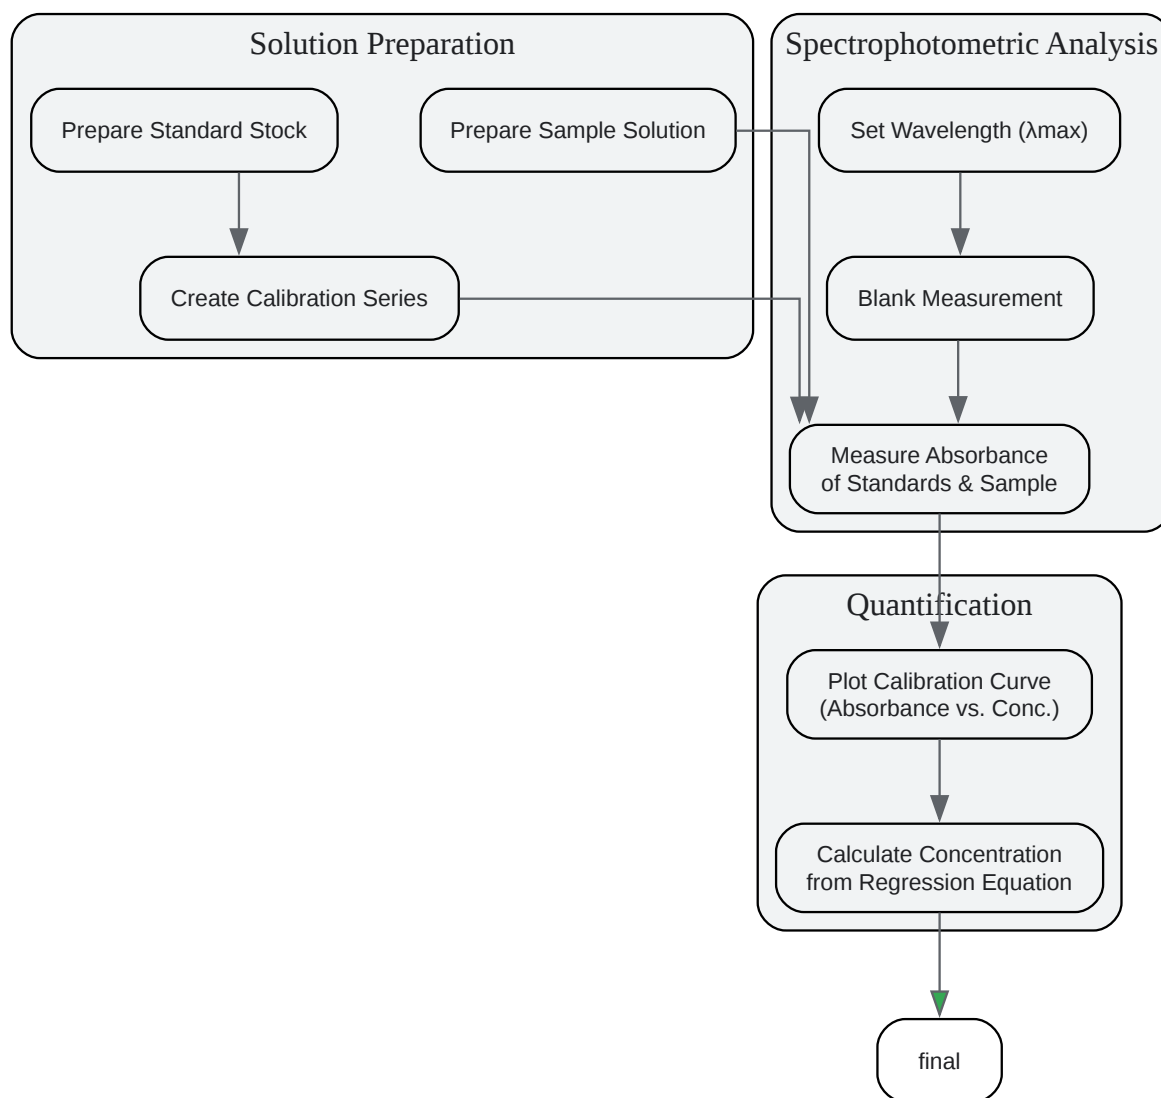 Solution Preparation
Prepare Standard Stock
Prepare Sample Solution
Create Calibration Series
Spectrophotometric Analysis
Set Wavelength (λmax)
Blank Measurement
Measure Absorbance
of Standards & Sample
Quantification
Plot Calibration Curve
(Absorbance vs. Conc.)
Calculate Concentration
from Regression Equation
final